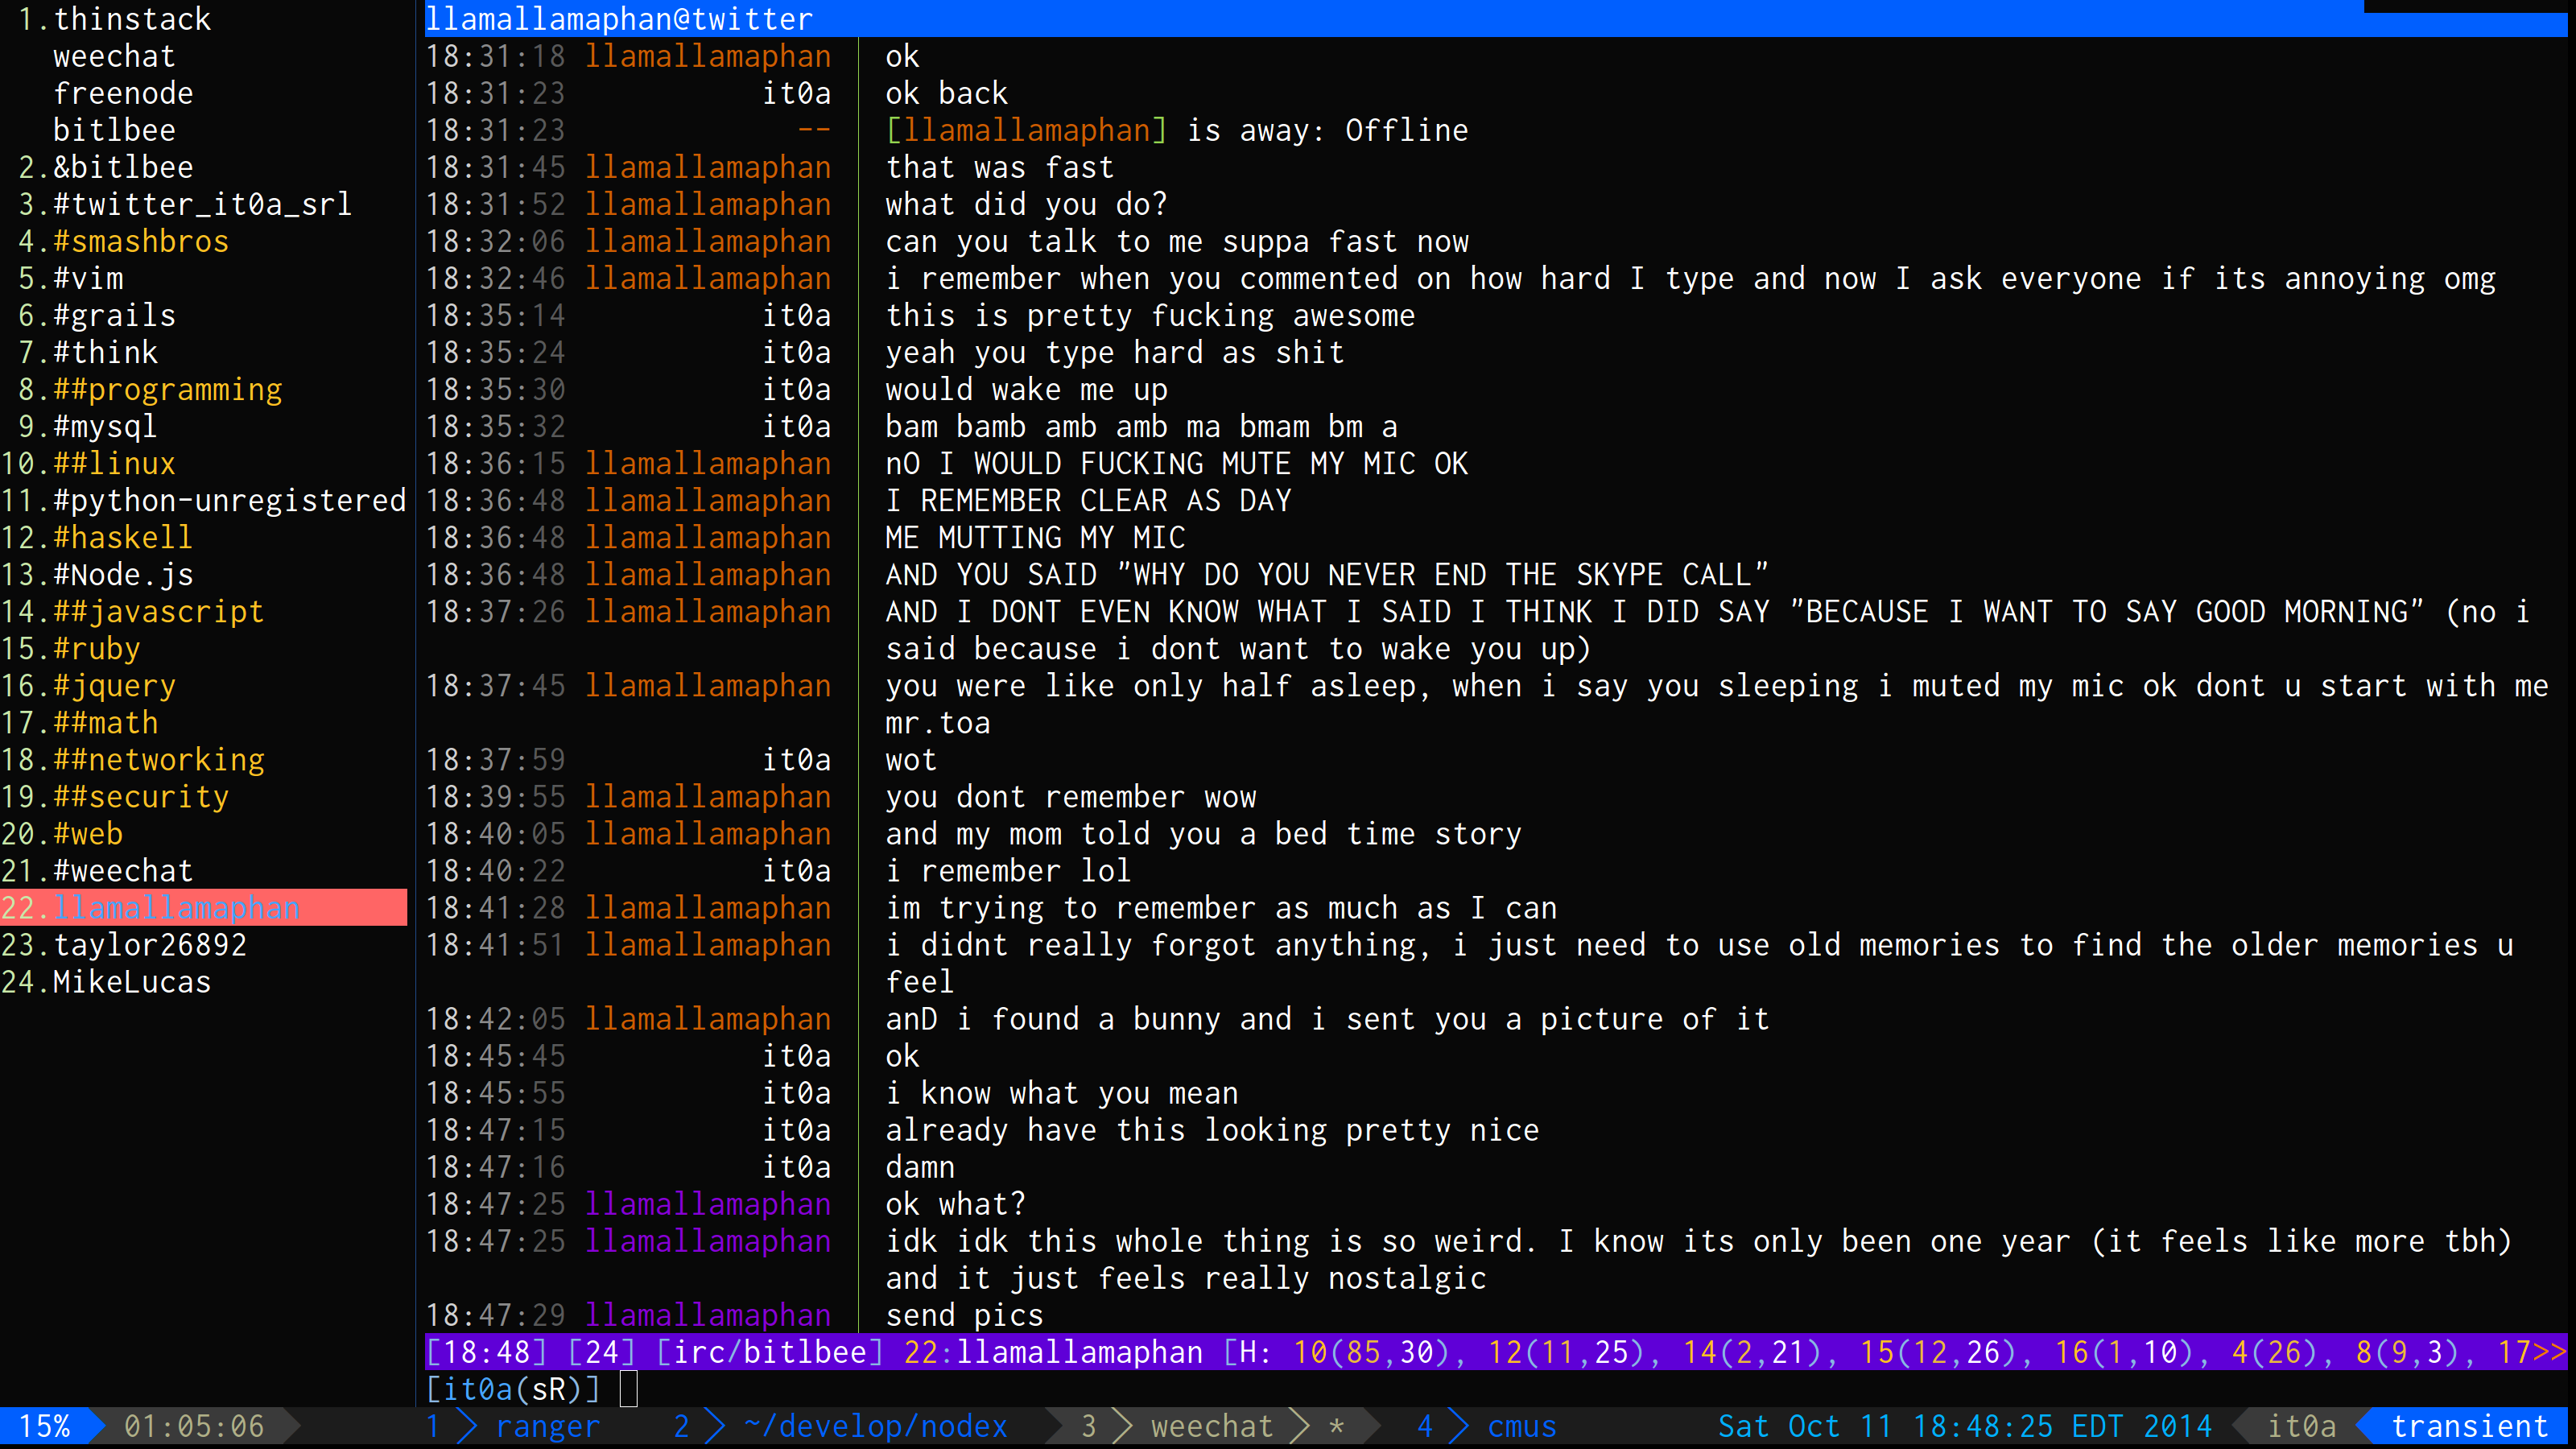 1.thinstack
weechat
freenode
bitlbee
2.&bitlbee
3.#twitter_it0a_srl
4.#smashbros
5.#vim
6.#grails
7.#think
8.##programming
9.#mysql
10.##linux
11.#python-unregistered
12.#haskell
13.#Node.js
14.##javascript
15.#ruby
16.#jquery
17.##math
18.##networking
19.##security
20.#web
21.#weechat
22.llamallamaphan
23.taylor26892
24.MikeLucas
llamallamaphan@twitter
18:31:18 llamallamaphan ok
18:31:23 it0a ok back
18:31:23 -- [llamallamaphan] is away: Offline
18:31:45 llamallamaphan that was fast
18:31:52 llamallamaphan what did you do?
18:32:06 llamallamaphan can you talk to me suppa fast now
18:32:46 llamallamaphan i remember when you commented on how hard I type and now I ask everyone if its annoying omg
18:35:14 it0a this is pretty fucking awesome
18:35:24 it0a yeah you type hard as shit
18:35:30 it0a would wake me up
18:35:32 it0a bam bamb amb amb ma bmam bm a
18:36:15 llamallamaphan nO I WOULD FUCKING MUTE MY MIC OK
18:36:48 llamallamaphan I REMEMBER CLEAR AS DAY
18:36:48 llamallamaphan ME MUTTING MY MIC
18:36:48 llamallamaphan AND YOU SAID "WHY DO YOU NEVER END THE SKYPE CALL"
18:37:26 llamallamaphan AND I DONT EVEN KNOW WHAT I SAID I THINK I DID SAY "BECAUSE I WANT TO SAY GOOD MORNING" (no i
said because i dont want to wake you up)
18:37:45 llamallamaphan you were like only half asleep, when i say you sleeping i muted my mic ok dont u start with me
mr.toa
18:37:59 it0a wot
18:39:55 llamallamaphan you dont remember wow
18:40:05 llamallamaphan and my mom told you a bed time story
18:40:22 it0a i remember lol
18:41:28 llamallamaphan im trying to remember as much as I can
18:41:51 llamallamaphan i didnt really forgot anything, i just need to use old memories to find the older memories u
feel
18:42:05 llamallamaphan anD i found a bunny and i sent you a picture of it
18:45:45 it0a ok
18:45:55 it0a i know what you mean
18:47:15 it0a already have this looking pretty nice
18:47:16 it0a damn
18:47:25 llamallamaphan ok what?
18:47:25 llamallamaphan idk idk this whole thing is so weird. I know its only been one year (it feels like more tbh)
and it just feels really nostalgic
18:47:29 llamallamaphan send pics
[18:48] [24] [irc/bitlbee] 22:llamallamaphan [H: 10(85,30), 12(11,25), 14(2,21), 15(12,26), 16(1,10), 4(26), 8(9,3), 17>>
[it0a(sR)]
15% 01:05:06 1 ranger 2 ~/develop/nodex 3 weechat * 4 cmus Sat Oct 11 18:48:25 EDT 2014 it0a transient